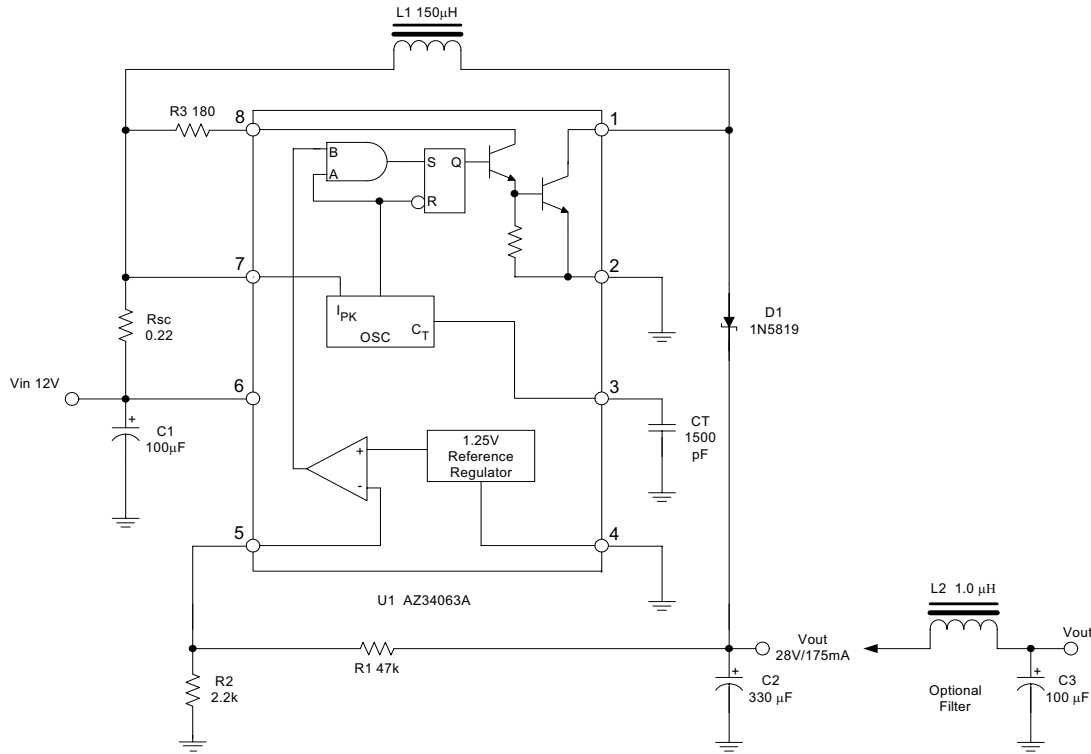 L1 150μH
R3 180
8
1
B
A
S
Q
R
7
2
I PK
OSC
C T
Rsc
0.22
D1
1N5819
Vin 12V
6
3
C1
100μF
+
CT
1500
pF
1.25V
Reference
Regulator
+
-
5
4
U1 AZ34063A
L2 1.0 μH
Vout
28V/175mA
Vout
R1 47k
R2
2.2k
+
C2
330 μF
Optional
Filter
+
C3
100 μF